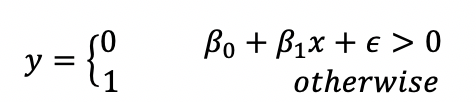 y = {0 β₀ + β₁x + ϵ > 0
1 otherwise